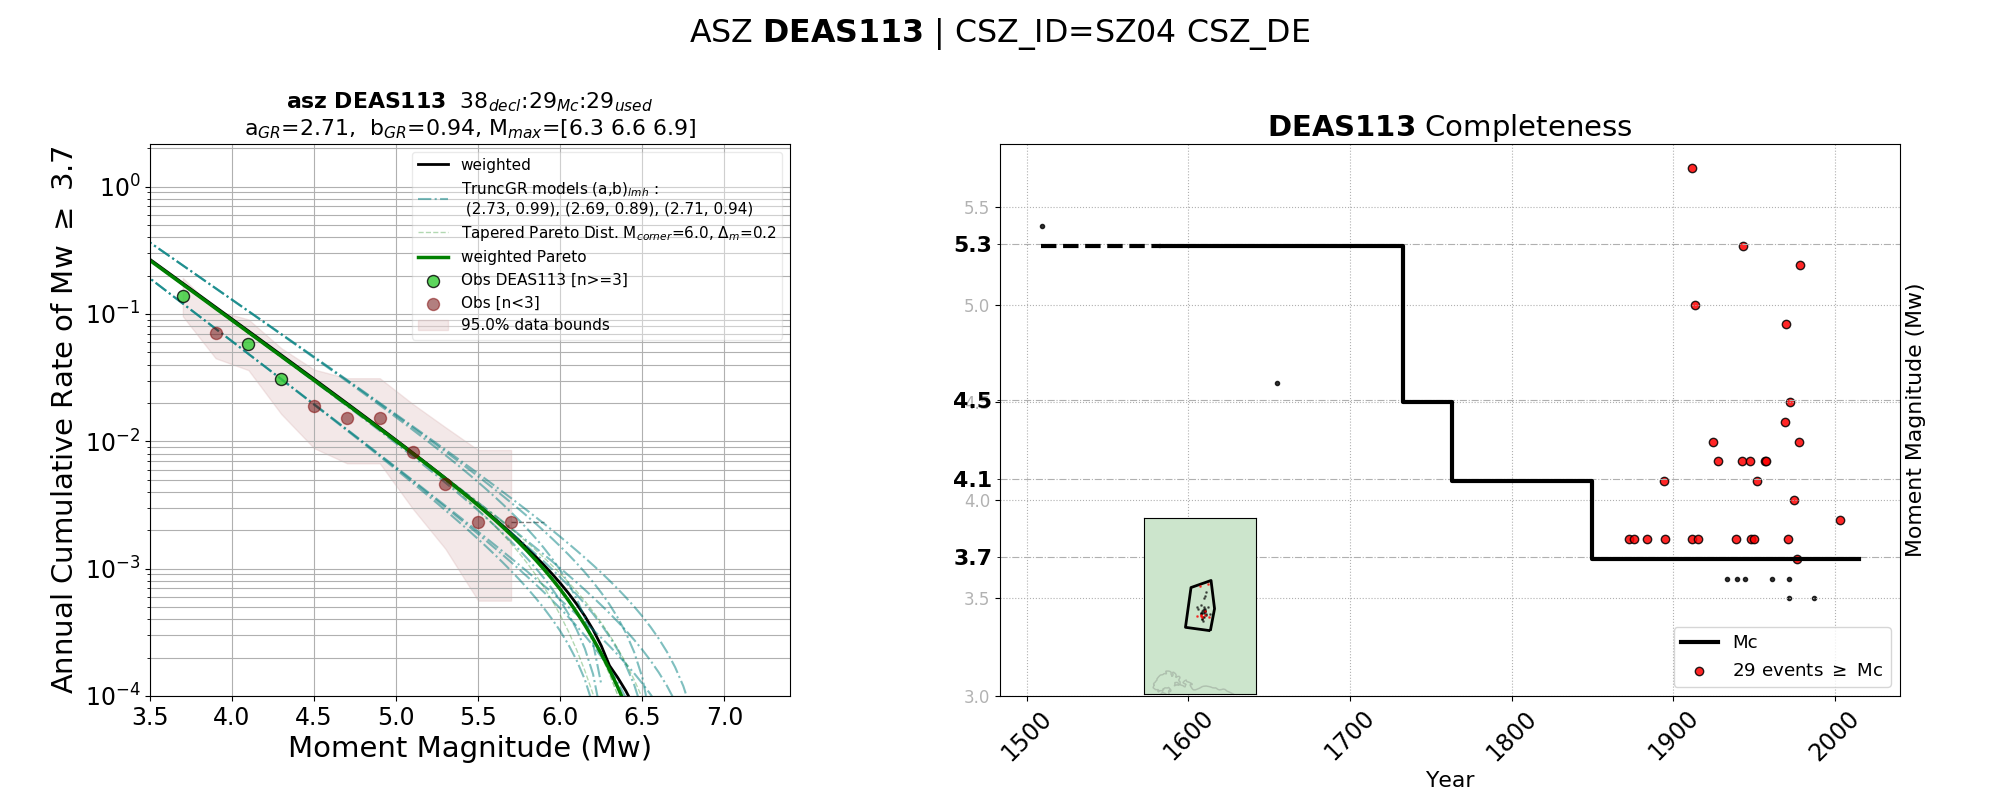 ASZ DEAS113 | CSZ_ID=SZ04 CSZ_DE
asz DEAS113 38decl:29Mc:29used
aGR=2.71, bGR=0.94, Mmax=[6.3 6.6 6.9]
Annual Cumulative Rate of Mw ≥ 3.7
10^0
10^-1
10^-2
10^-3
10^-4
weighted
TruncGR models (a,b)lmh :
(2.73, 0.99), (2.69, 0.89), (2.71, 0.94)
Tapered Pareto Dist. Mcorner=6.0, Δm=0.2
weighted Pareto
Obs DEAS113 [n>=3]
Obs [n<3]
95.0% data bounds
3.5 4.0 4.5 5.0 5.5 6.0 6.5 7.0
Moment Magnitude (Mw)
DEAS113 Completeness
5.5
5.3
5.0
4.5
4.5
4.1
4.0
3.7
3.5
3.0
Moment Magnitude (Mw)
Mc
29 events ≥ Mc
1500 1600 1700 1800 1900 2000
Year